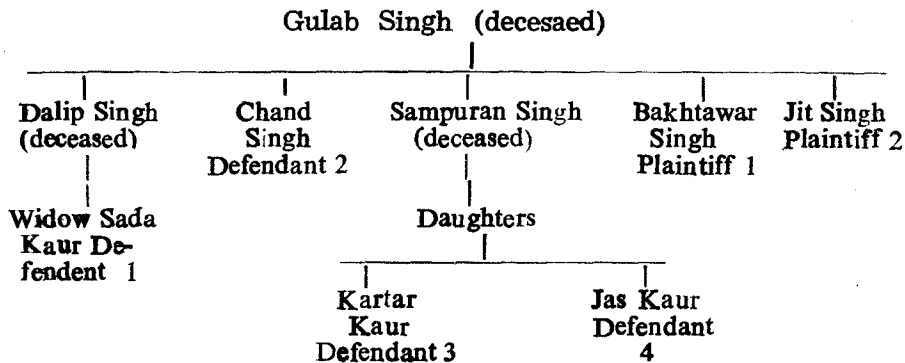 Gulab Singh (decesaed)
Dalip Singh
(deceased)
Chand
Singh
Defendant 2
Sampuran Singh
(deceased)
Bakhtawar
Singh
Plaintiff 1
Jit Singh
Plaintiff 2
Widow Sada
Kaur De-
fendent 1
Daughters
Kartar
Kaur
Defendant 3
Jas Kaur
Defendant
4